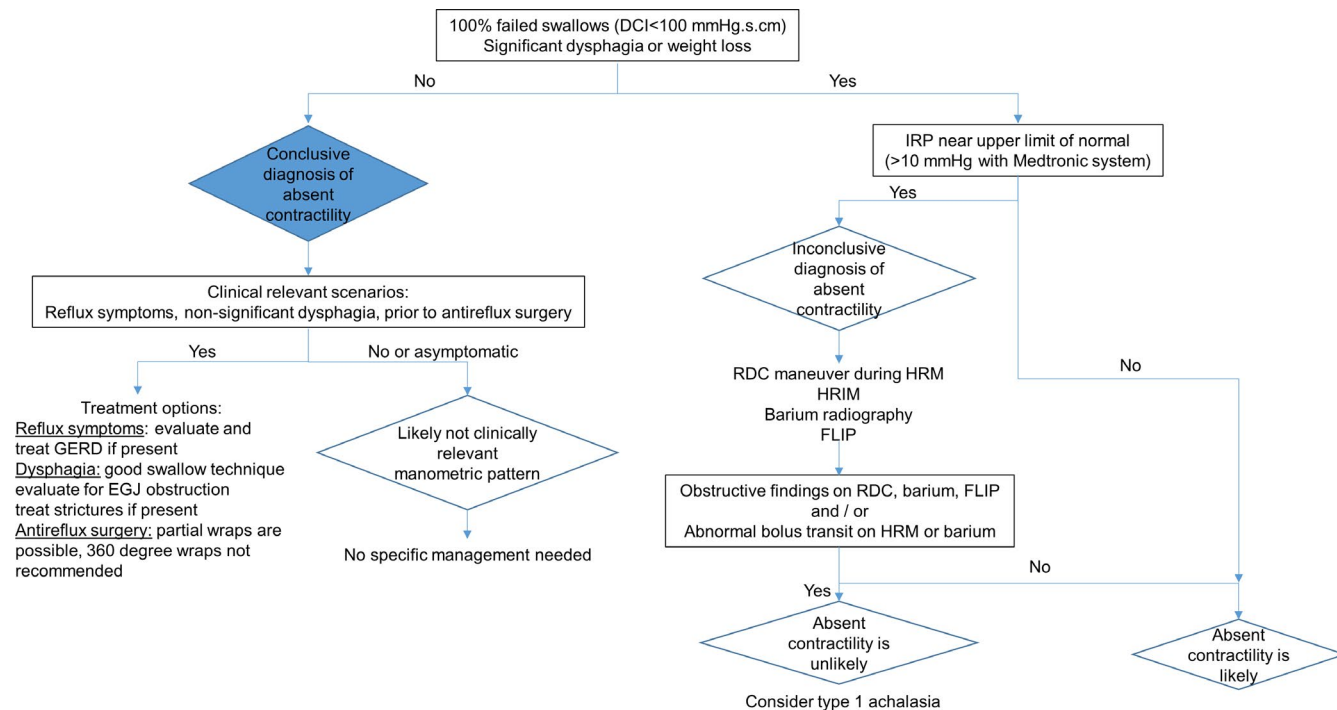 100% failed swallows (DCI<100 mmHg.s.cm)
Significant dysphagia or weight loss
No
Yes
Conclusive
diagnosis of
absent
contractility
IRP near upper limit of normal
(>10 mmHg with Medtronic system)
Yes
No
Inconclusive
diagnosis of
absent
contractility
Clinical relevant scenarios:
Reflux symptoms, non-significant dysphagia, prior to antireflux surgery
Yes
No or asymptomatic
Treatment options:
Reflux symptoms: evaluate and
treat GERD if present
Dysphagia: good swallow technique
evaluate for EGJ obstruction
treat strictures if present
Antireflux surgery: partial wraps are
possible, 360 degree wraps not
recommended
Likely not clinically
relevant
manometric pattern
No specific management needed
RDC maneuver during HRM
HRIM
Barium radiography
FLIP
Obstructive findings on RDC, barium, FLIP
and / or
Abnormal bolus transit on HRM or barium
Yes
No
Absent
contractility is
unlikely
Consider type 1 achalasia
Absent
contractility is
likely